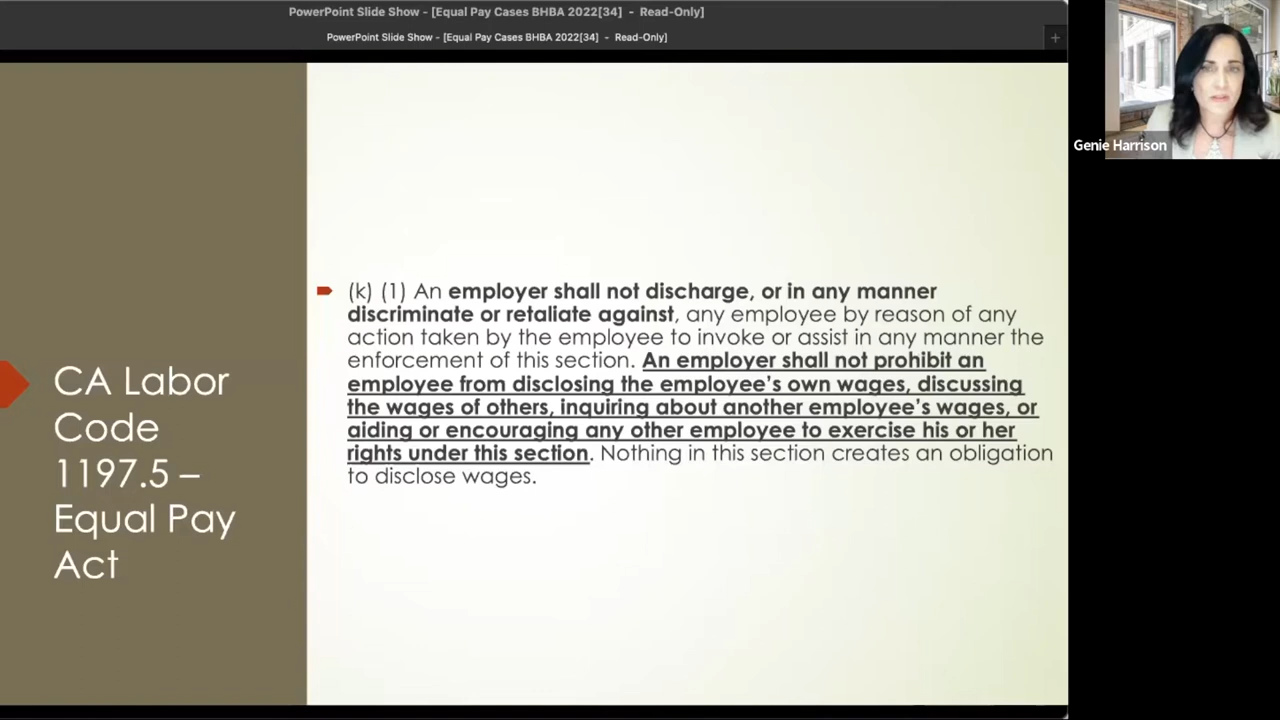 PowerPoint Slide Show - [Equal Pay Cases BHBA 2022[34] - Read-Only]
PowerPoint Slide Show - [Equal Pay Cases BHBA 2022[34] - Read-Only]
+
Genie Harrison
CA Labor
Code
1197.5 –
Equal Pay
Act
(k) (1) An employer shall not discharge, or in any manner
discriminate or retaliate against, any employee by reason of any
action taken by the employee to invoke or assist in any manner the
enforcement of this section. An employer shall not prohibit an
employee from disclosing the employee’s own wages, discussing
the wages of others, inquiring about another employee’s wages, or
aiding or encouraging any other employee to exercise his or her
rights under this section. Nothing in this section creates an obligation
to disclose wages.